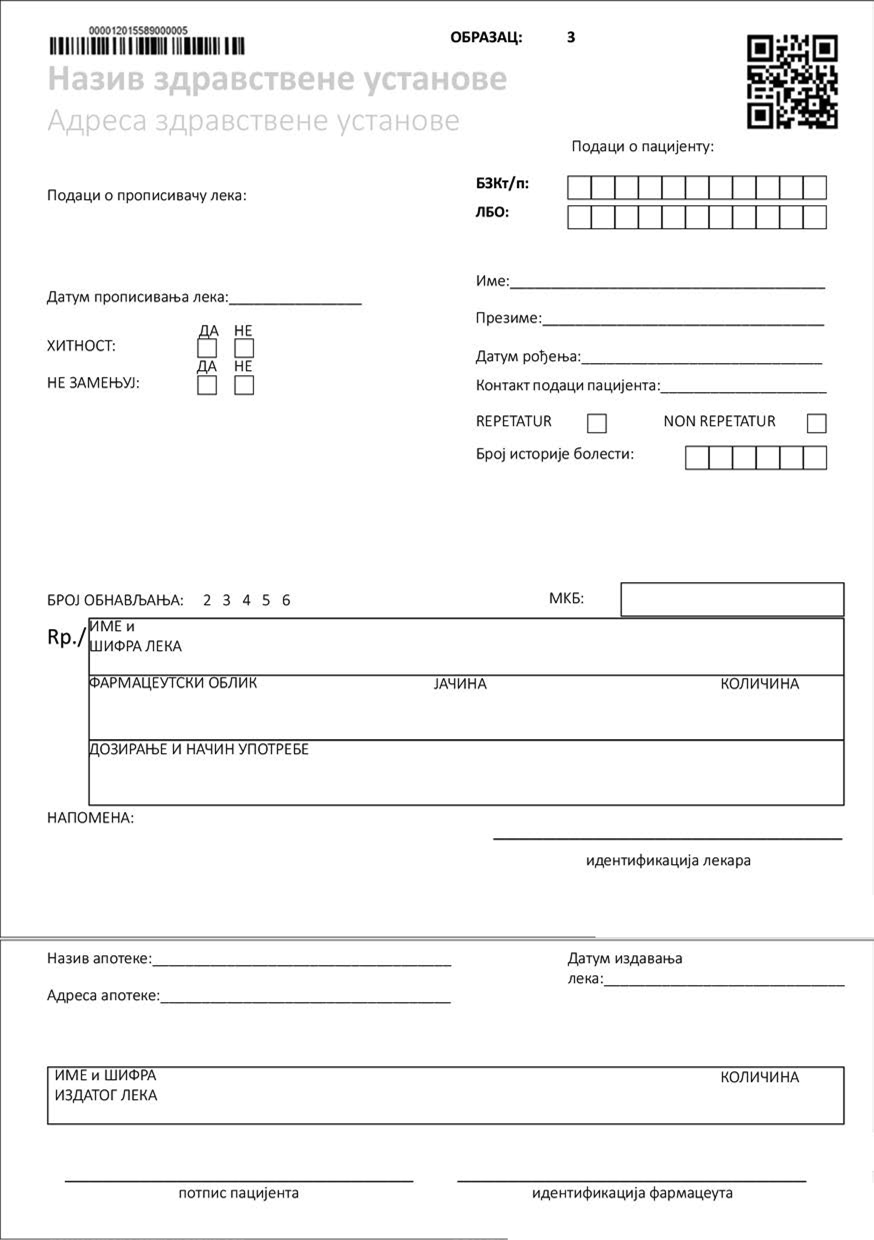 000012015589000005
ОБРАЗАЦ: 3
Назив здравствене установе
Адреса здравствене установе
Подаци о пацијенту:
Подаци о прописивачу лека:
БЗКт/п:
ЛБО:
Датум прописивања лека:
ДА НЕ
ХИТНОСТ:
ДА НЕ
НЕ ЗАМЕЊУЈ:
Име:
Презиме:
Датум рођења:
Контакт подаци пацијента:
REPETATUR NON REPETATUR
Број историје болести:
БРОЈ ОБНАВЉАЊА: 2 3 4 5 6 МКБ:
Rp./
ИМЕ и
ШИФРА ЛЕКА
ФАРМАЦЕУТСКИ ОБЛИК ЈАЧИНА КОЛИЧИНА
ДОЗИРАЊЕ И НАЧИН УПОТРЕБЕ
НАПОМЕНА:
идентификација лекара
Назив апотеке:
Адреса апотеке:
Датум издавања
лека:
ИМЕ и ШИФРА КОЛИЧИНА
ИЗДАТОГ ЛЕКА
потпис пацијента идентификација фармацеута